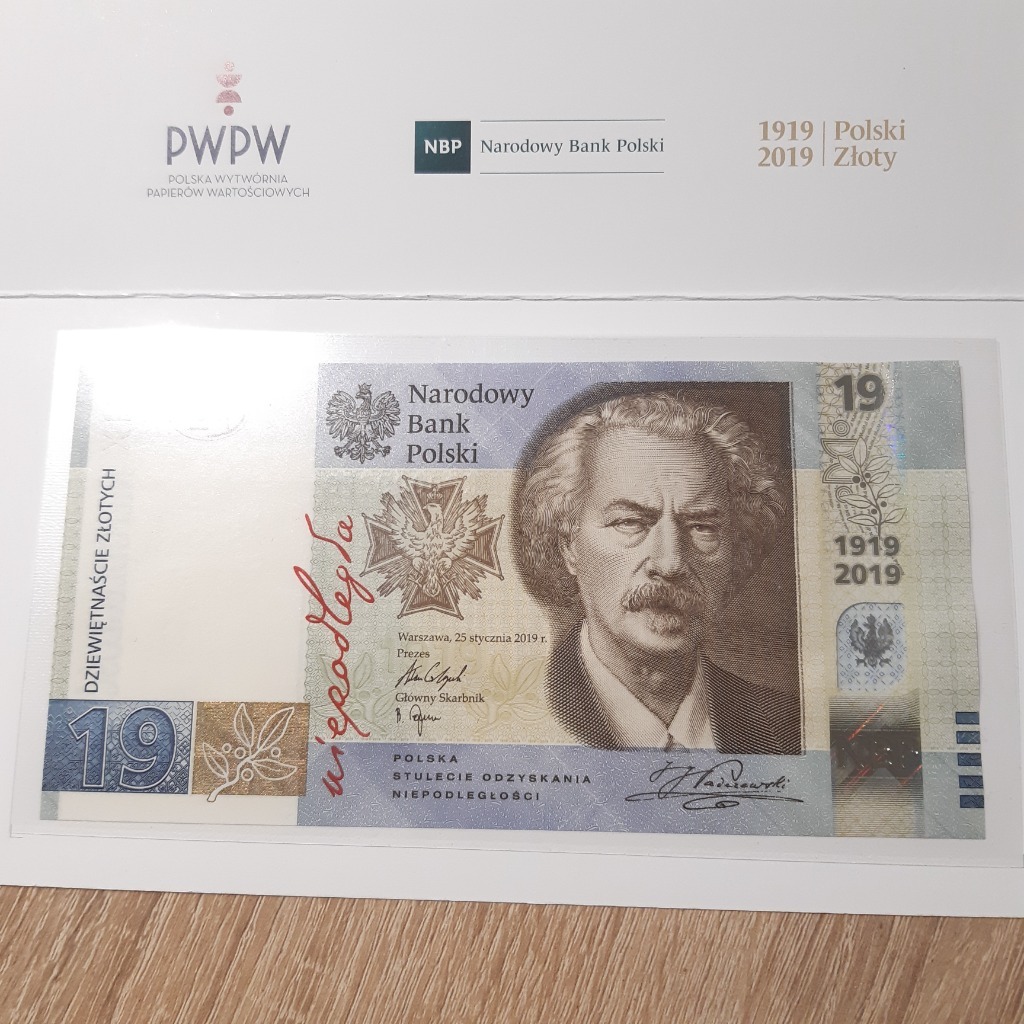 PWPW
POLSKA WYTWÓRNIA
PAPIERÓW WARTOŚCIOWYCH
NBP
Narodowy Bank Polski
1919 | Polski
2019 | Złoty
DZIEWIĘTNAŚCIE ZŁOTYCH
19
Narodowy
Bank
Polski
niepodległa
Warszawa, 25 stycznia 2019 r.
Prezes
Główny Skarbnik
POLSKA
STULECIE ODZYSKANIA
NIEPODLEGŁOŚCI
19
1919
2019